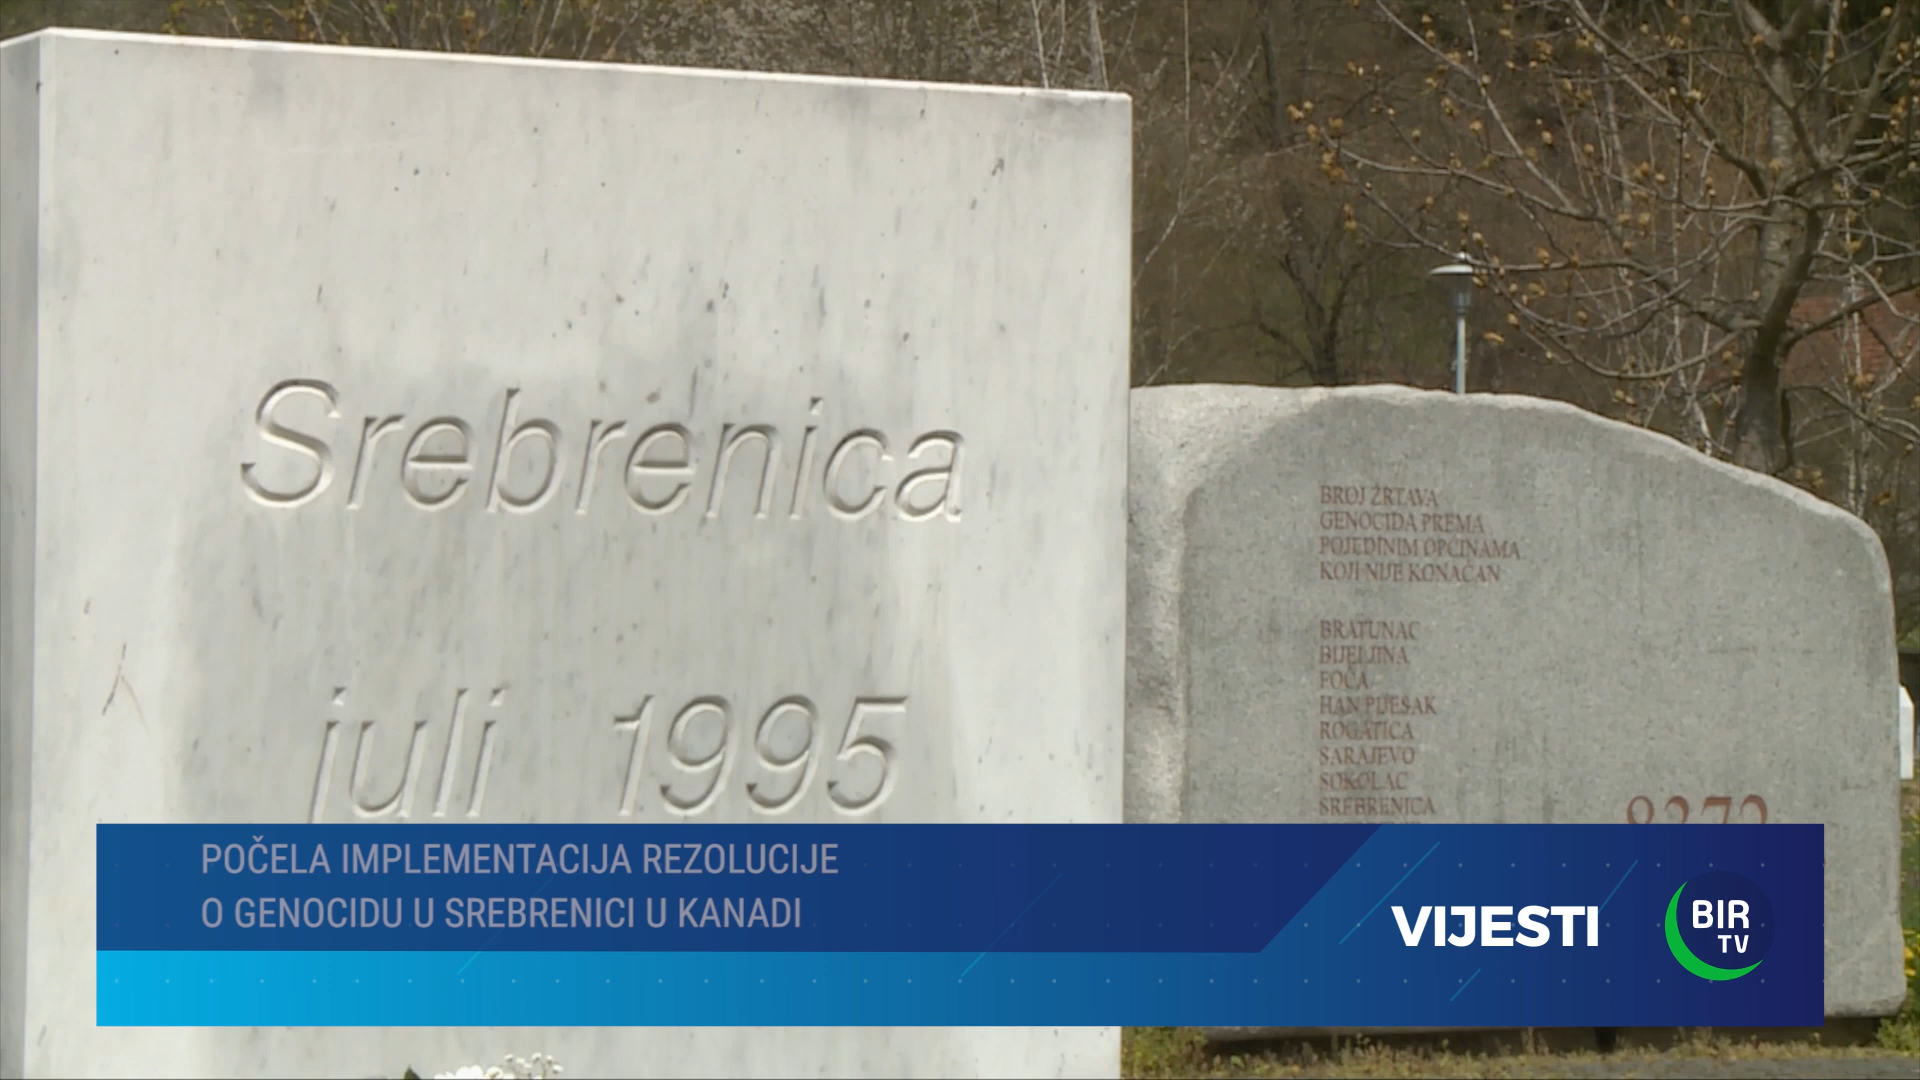 Srebrenica
juli 1995
BROJ ŽRTAVA
GENOCIDA PREMA
POJEDINIM OPĆINAMA
KOJI NIJE KONAČAN
BRATUNAC
BIJELJINA
FOČA
HAN PIJESAK
ROGATICA
SARAJEVO
SOKOLAC
SREBRENICA
8372
POČELA IMPLEMENTACIJA REZOLUCIJE
O GENOCIDU U SREBRENICI U KANADI
VIJESTI
BIR
TV